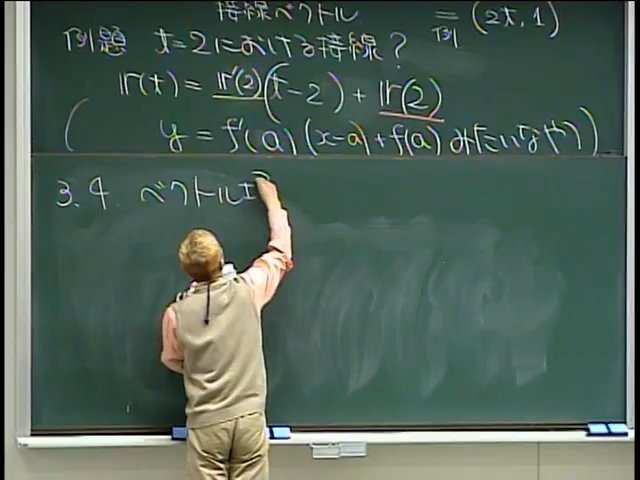 接線ベクトル = (2t, 1)
例題 t=2における接線? 例
𝕣(t) = 𝕣'(2)(t-2) + 𝕣(2)
( y = f'(a)(x-a)+f(a) みたいなやつ)
3.4. ベクトル